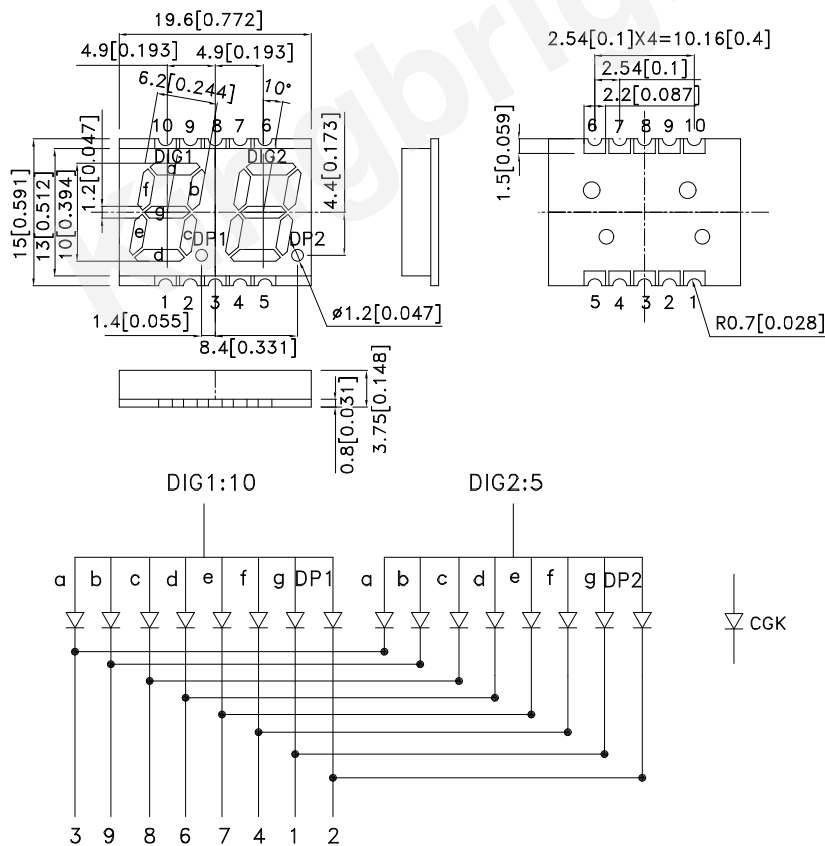 19.6[0.772]
4.9[0.193] 4.9[0.193]
6.2[0.244] 10°
10 9 8 7 6
DIG1 DIG2
a
f b
g
e c
d
DP1 DP2
1 2 3 4 5
15[0.591]
13[0.512]
10[0.394]
1.2[0.047]
4.4[0.173]
1.4[0.055]
ø1.2[0.047]
8.4[0.331]
0.8[0.031]
3.75[0.148]
2.54[0.1]X4=10.16[0.4]
2.54[0.1]
2.2[0.087]
1.5[0.059]
6 7 8 9 10
5 4 3 2 1
R0.7[0.028]
Kingbright
DIG1:10 DIG2:5
a b c d e f g DP1 a b c d e f g DP2
CGK
3 9 8 6 7 4 1 2